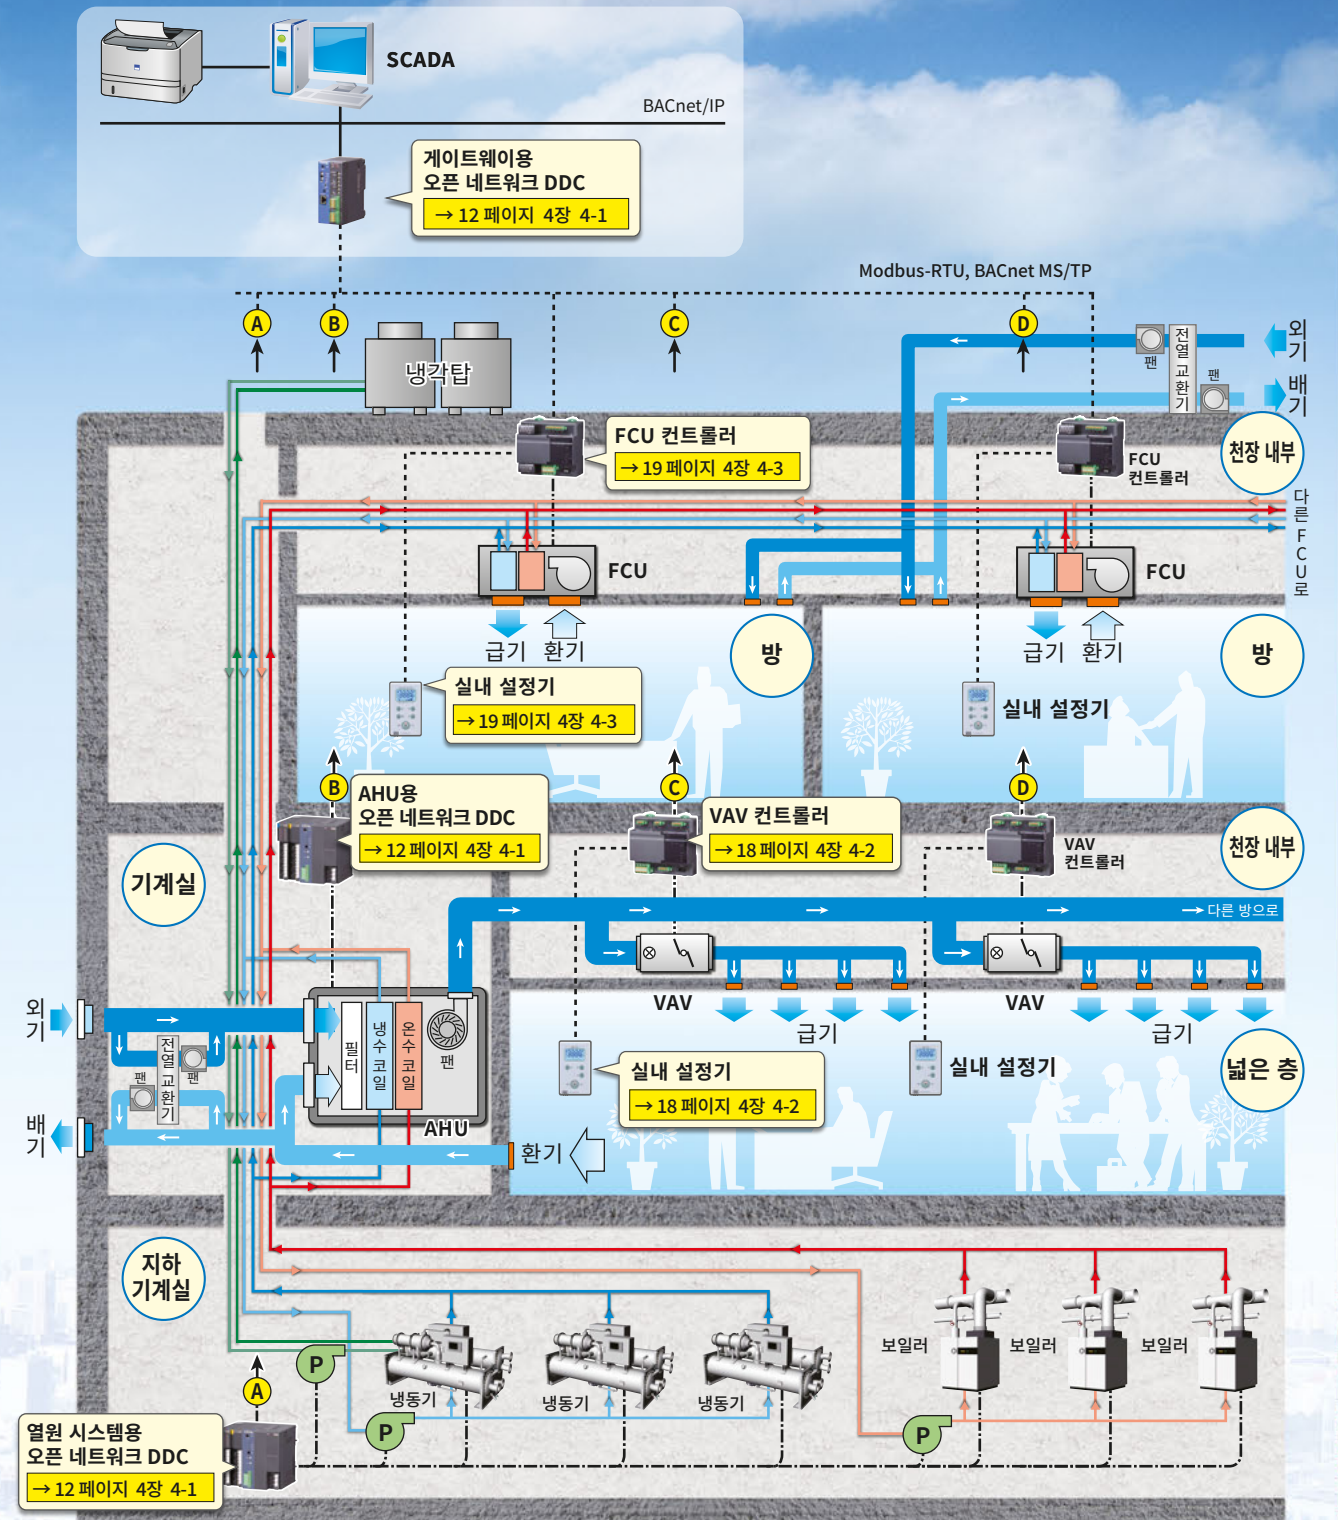 SCADA
BACnet/IP
게이트웨이용
오픈 네트워크 DDC
→ 12 페이지 4장 4-1
Modbus-RTU, BACnet MS/TP
A
B
C
D
냉각탑
팬
전열 교환기
팬
외기
배기
천장 내부
FCU 컨트롤러
→ 19 페이지 4장 4-3
FCU
컨트롤러
다른 FCU로
FCU
FCU
급기
환기
방
급기
환기
방
실내 설정기
→ 19 페이지 4장 4-3
실내 설정기
B
C
D
AHU용
오픈 네트워크 DDC
→ 12 페이지 4장 4-1
VAV 컨트롤러
→ 18 페이지 4장 4-2
VAV
컨트롤러
천장 내부
기계실
다른 방으로
VAV
VAV
급기
급기
외기
전열 교환기
팬
팬
필터
냉수 코일
온수 코일
팬
AHU
배기
환기
실내 설정기
→ 18 페이지 4장 4-2
실내 설정기
넓은 층
지하
기계실
보일러
보일러
보일러
P
냉동기
냉동기
냉동기
P
P
A
열원 시스템용
오픈 네트워크 DDC
→ 12 페이지 4장 4-1